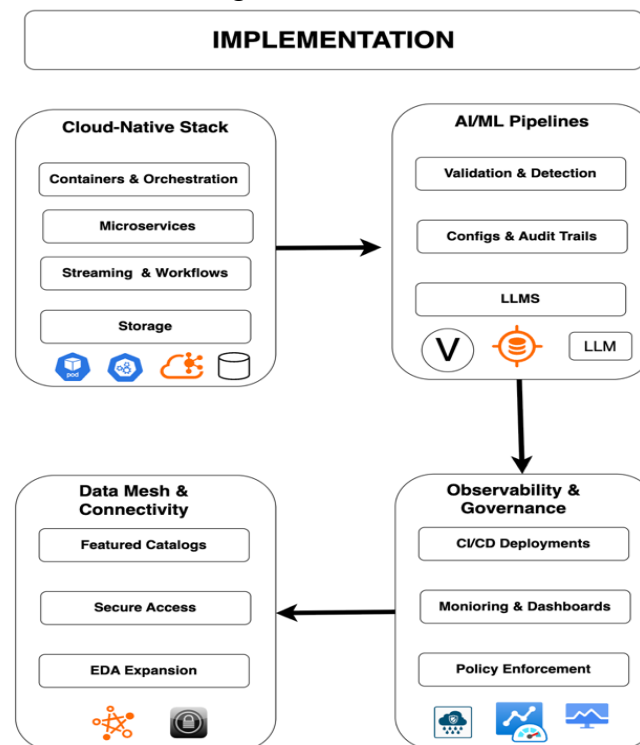 IMPLEMENTATION
Cloud-Native Stack
Containers & Orchestration
Microservices
Streaming & Workflows
Storage
pod
AI/ML Pipelines
Validation & Detection
Configs & Audit Trails
LLMS
V
LLM
Data Mesh &
Connectivity
Featured Catalogs
Secure Access
EDA Expansion
Observability &
Governance
CI/CD Deployments
Monioring & Dashboards
Policy Enforcement